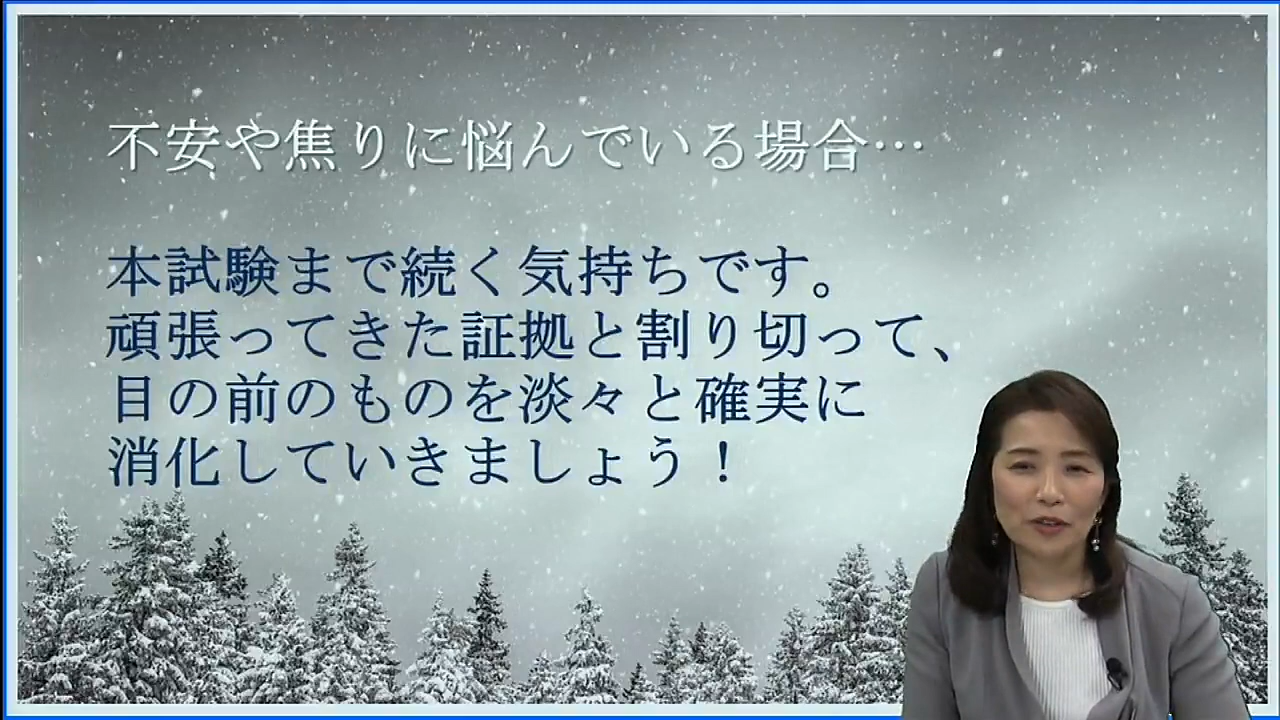 不安や焦りに悩んでいる場合…
本試験まで続く気持ちです。
頑張ってきた証拠と割り切って、
目の前のものを淡々と確実に
消化していきましょう！